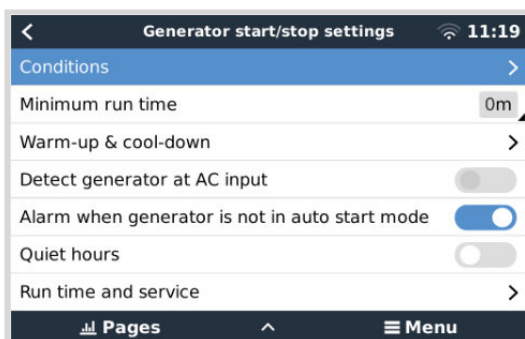 Generator start/stop settings 11:19
Conditions
Minimum run time 0m
Warm-up & cool-down
Detect generator at AC input
Alarm when generator is not in auto start mode
Quiet hours
Run time and service
Pages Menu